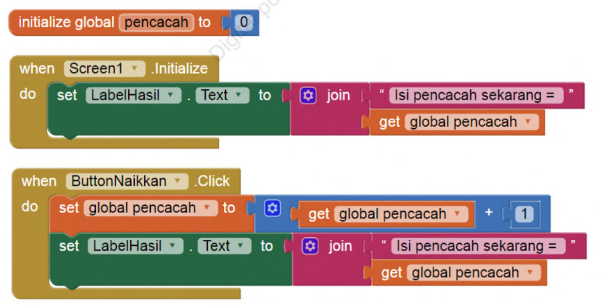 initialize global pencacah to 0
when Screen1 .Initialize
do set LabelHasil . Text to join " Isi pencacah sekarang = "
get global pencacah
when ButtonNaikkan .Click
do set global pencacah to get global pencacah + 1
set LabelHasil . Text to join " Isi pencacah sekarang = "
get global pencacah